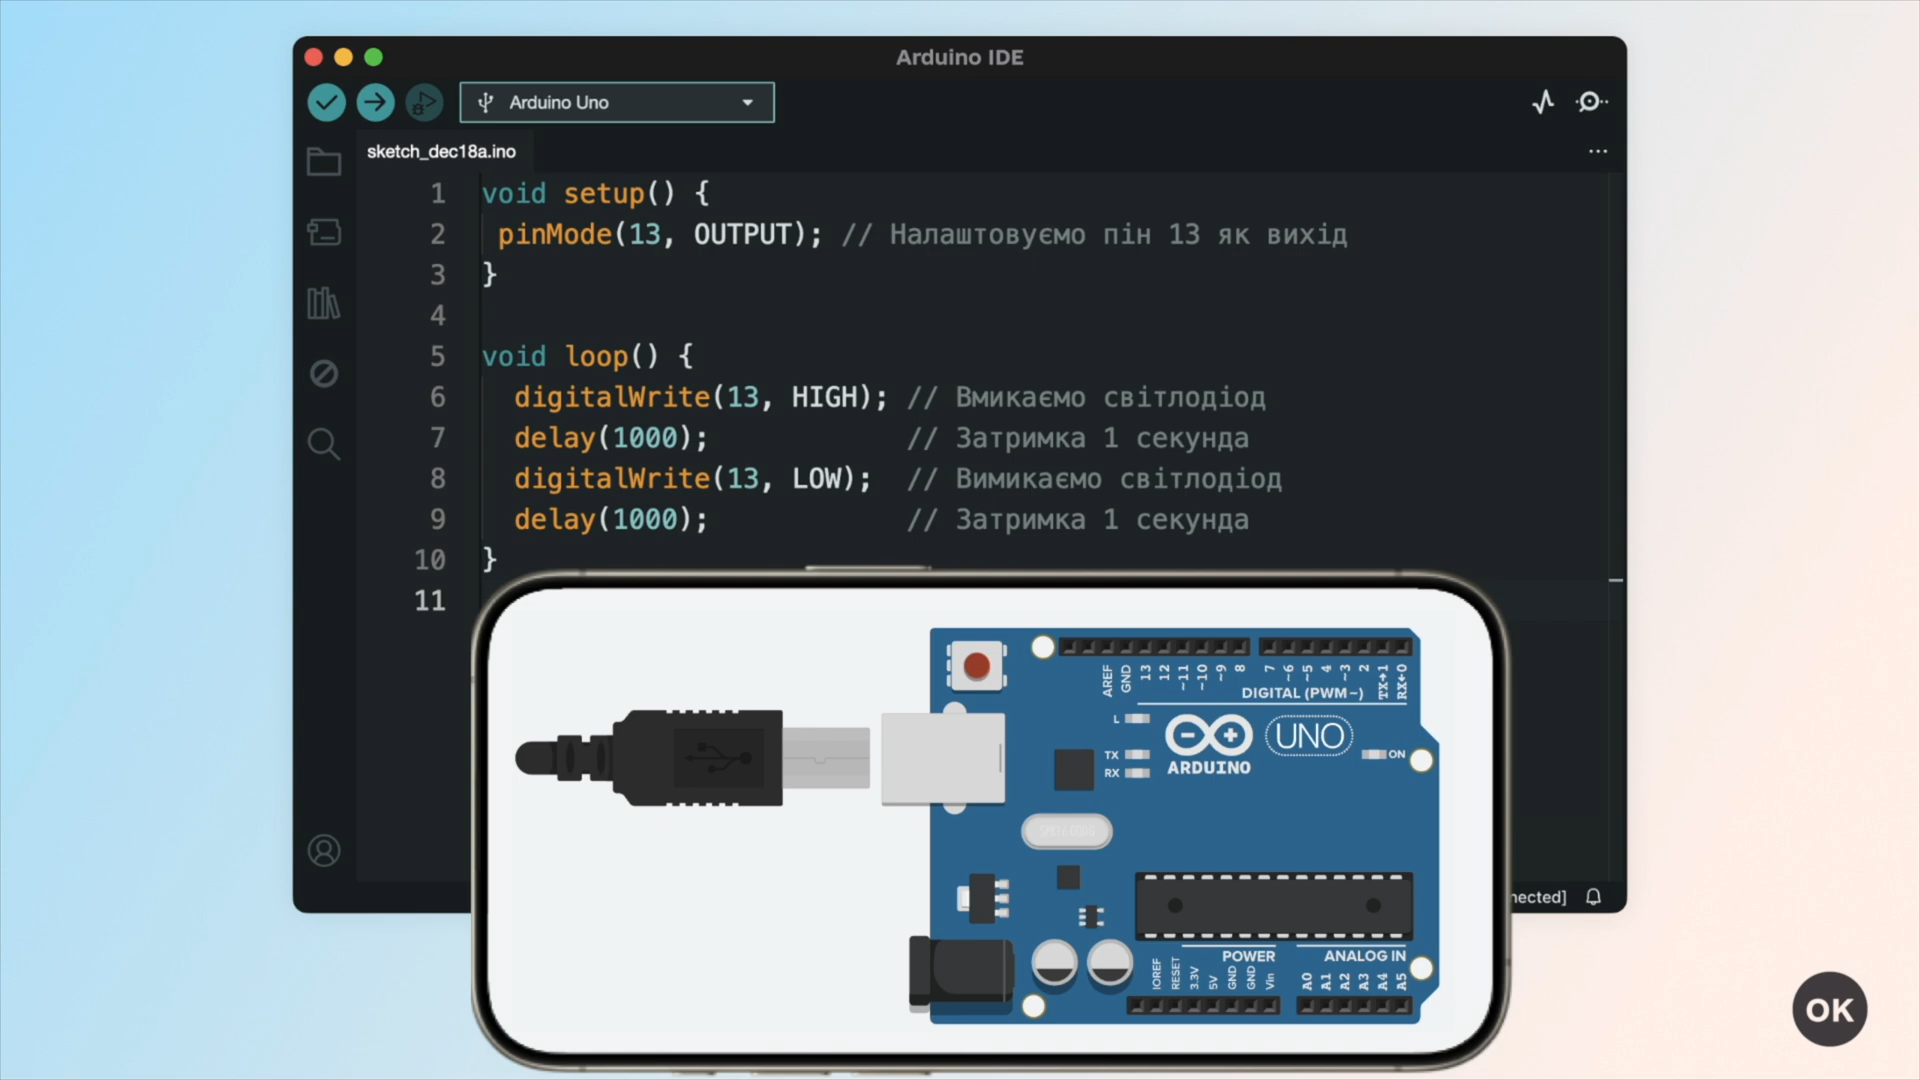 Arduino IDE
Arduino Uno
sketch_dec18a.ino
1 void setup() {
2 pinMode(13, OUTPUT); // Налаштовуємо пін 13 як вихід
3 }
4
5 void loop() {
6 digitalWrite(13, HIGH); // Вмикаємо світлодіод
7 delay(1000); // Затримка 1 секунда
8 digitalWrite(13, LOW); // Вимикаємо світлодіод
9 delay(1000); // Затримка 1 секунда
10 }
11
AREF GND 13 12 ~11 ~10 ~9 8 7 ~6 ~5 4 ~3 2 TX→1 RX←0
DIGITAL (PWM~)
L
TX
RX
ARDUINO
UNO
ON
POWER
ANALOG IN
IOREF RESET 3.3V 5V GND GND Vin A0 A1 A2 A3 A4 A5
nected]
OK